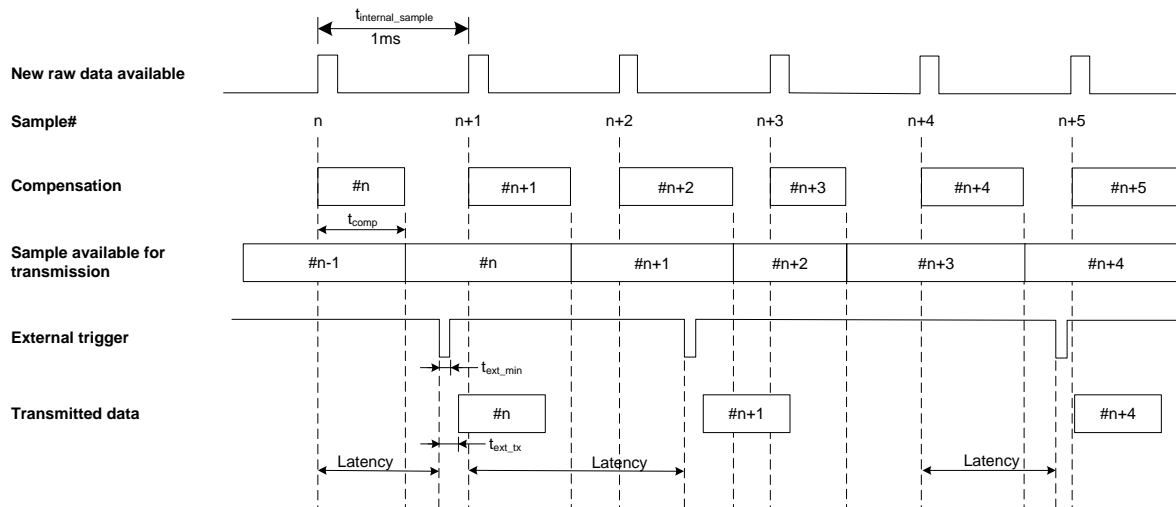 t_internal_sample
1ms
New raw data available
Sample#
n n+1 n+2 n+3 n+4 n+5
Compensation
#n #n+1 #n+2 #n+3 #n+4 #n+5
t_comp
Sample available for
transmission
#n-1 #n #n+1 #n+2 #n+3 #n+4
External trigger
t_ext_min
Transmitted data
#n #n+1 #n+4
t_ext_tx
Latency Latency Latency